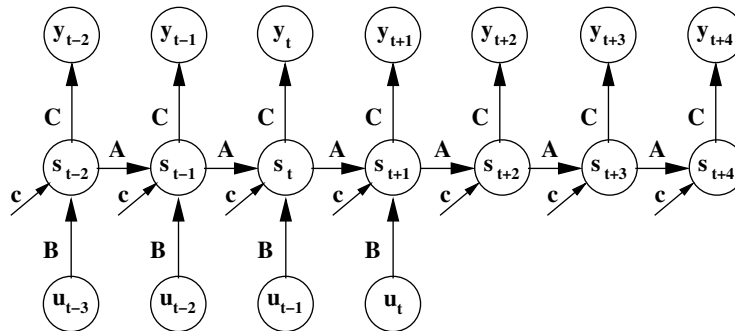 y_{t−2} y_{t−1} y_t y_{t+1} y_{t+2} y_{t+3} y_{t+4}
C C C C C C C
A A A A A A
s_{t−2} s_{t−1} s_t s_{t+1} s_{t+2} s_{t+3} s_{t+4}
c c c c c c c
B B B B
u_{t−3} u_{t−2} u_{t−1} u_t